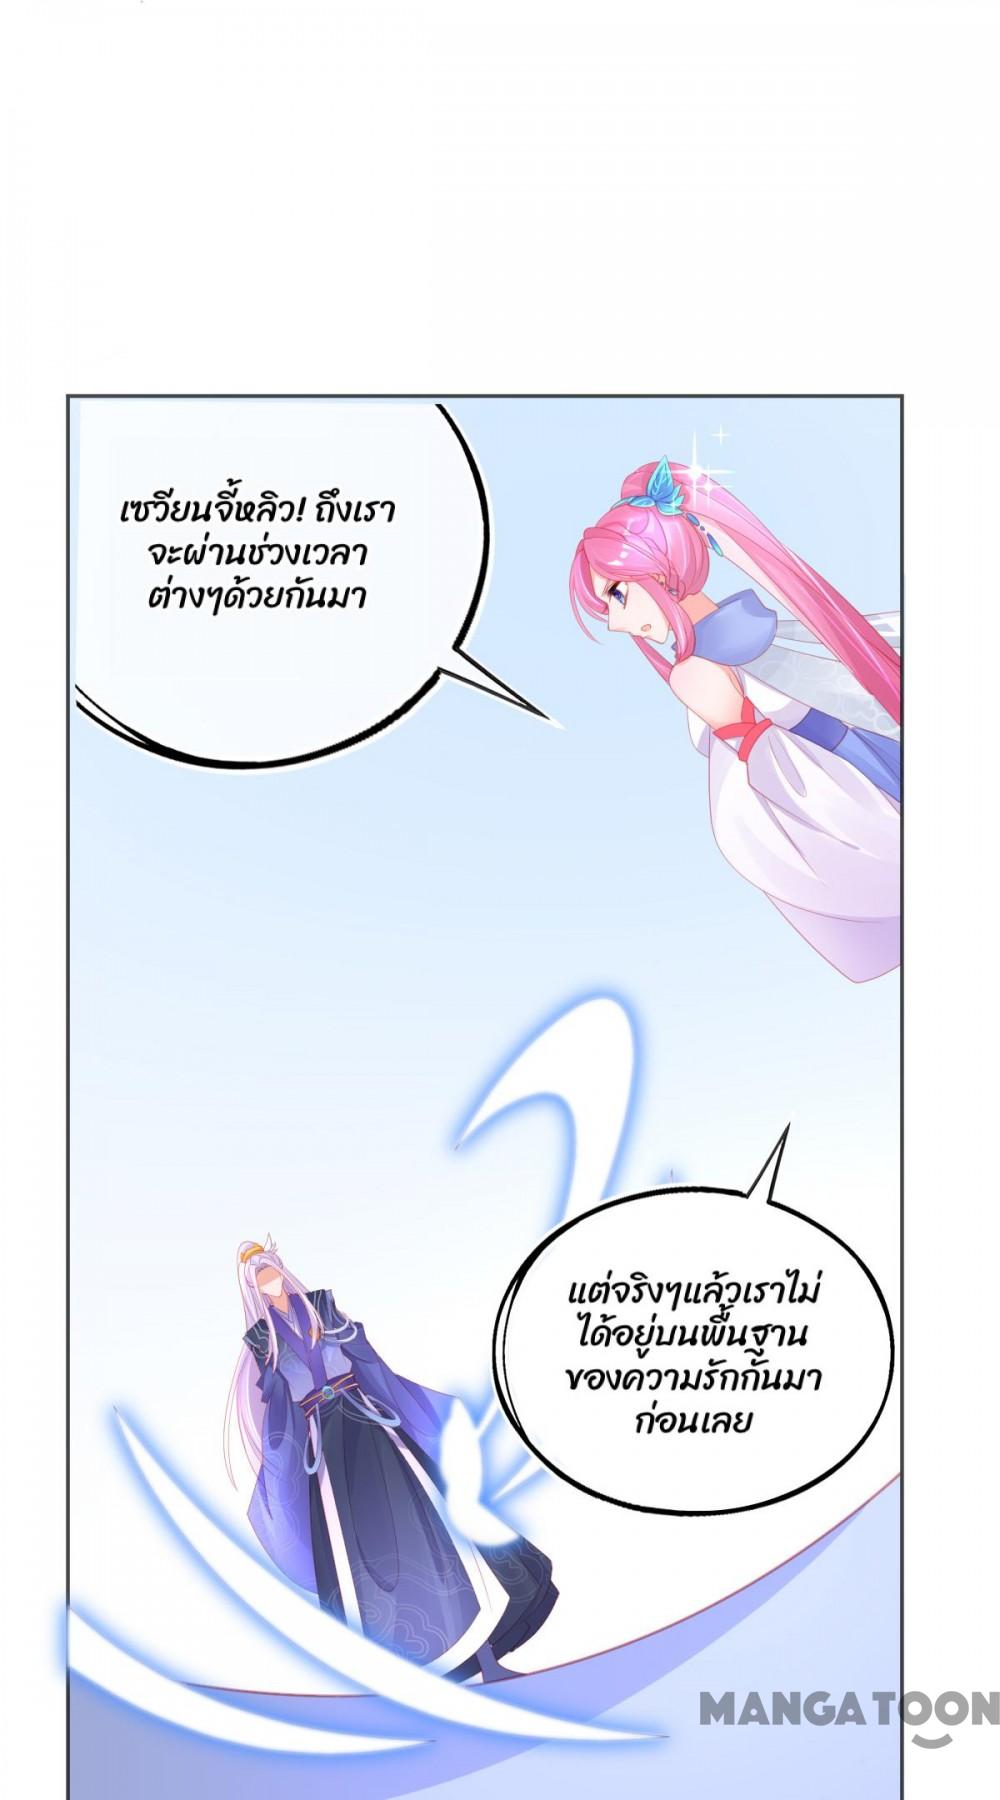 เซวียนจี้หลิว! ถึงเรา
จะผ่านช่วงเวลา
ต่างๆด้วยกันมา
แต่จริงๆแล้วเราไม่
ได้อยู่บนพื้นฐาน
ของความรักกันมา
ก่อนเลย
MANGATOON